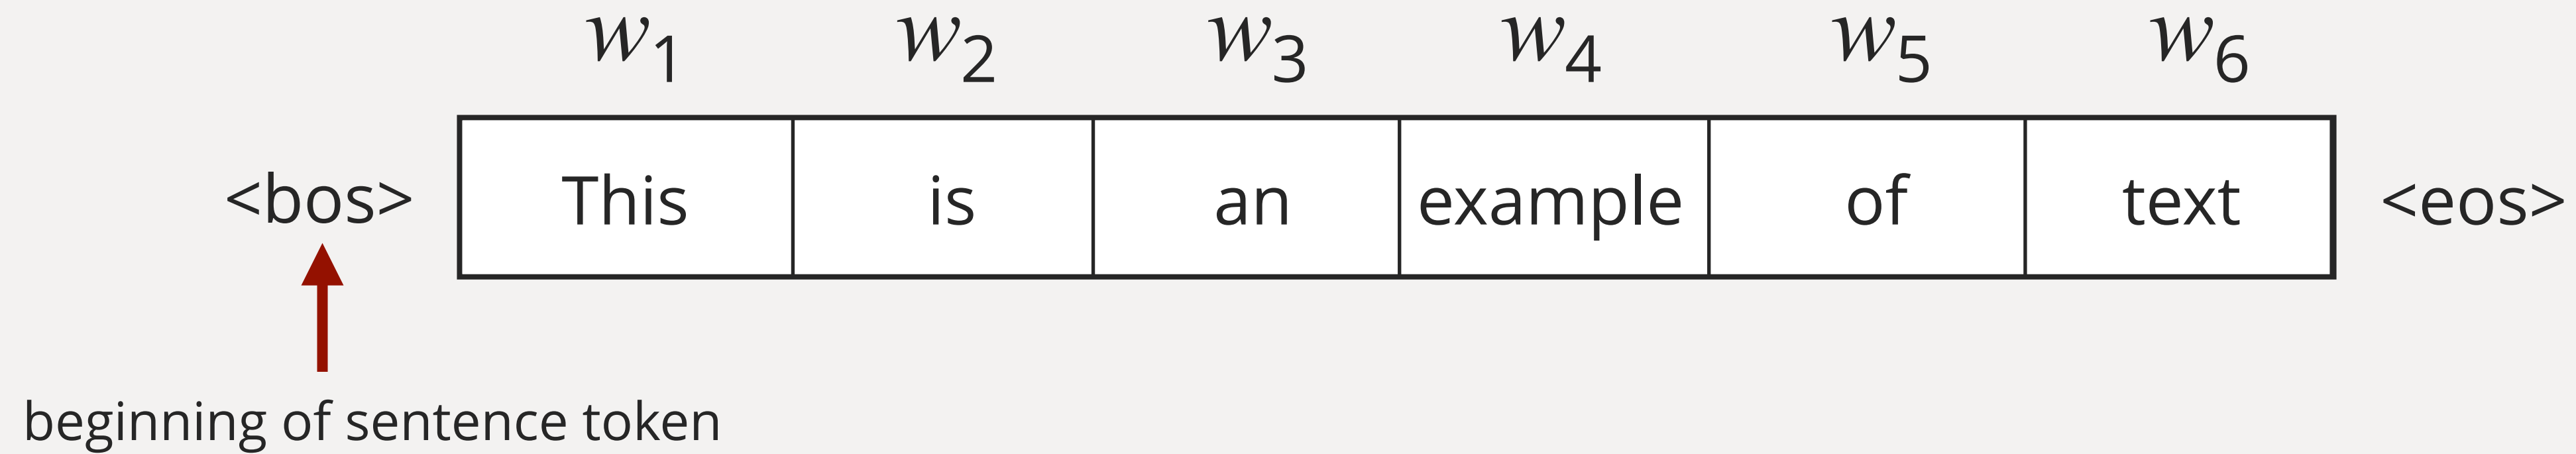 w1 w2 w3 w4 w5 w6
<bos> This is an example of text <eos>
beginning of sentence token